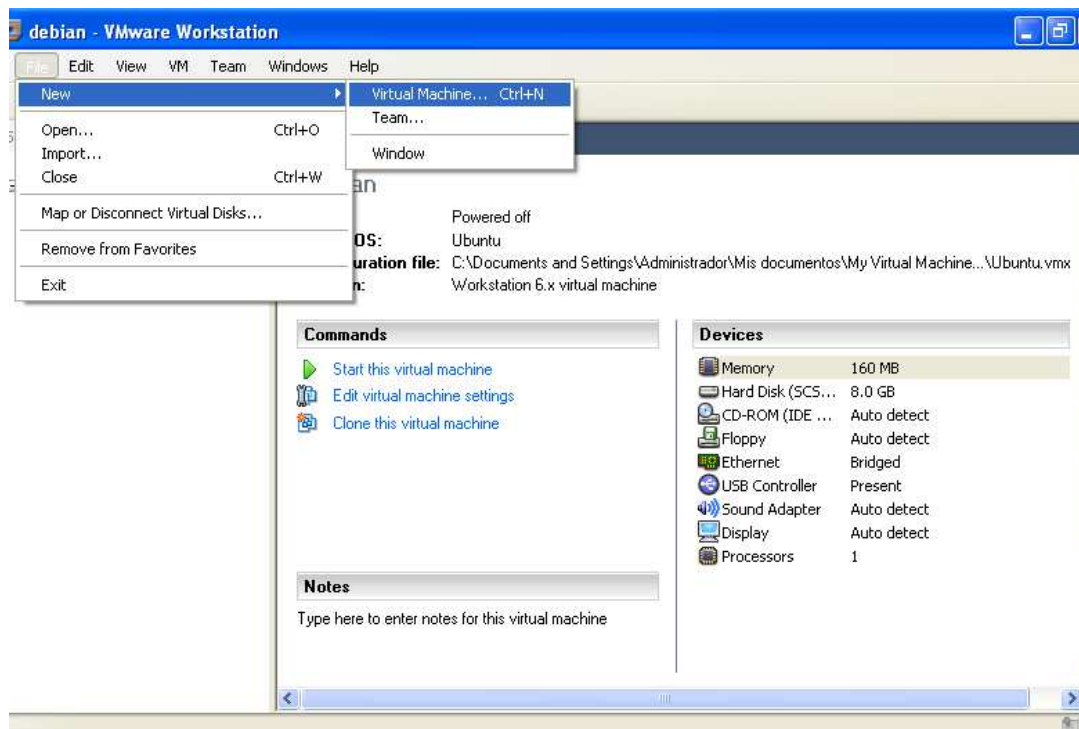 debian - VMware Workstation
File Edit View VM Team Windows Help
New
Virtual Machine... Ctrl+N
Team...
Window
Open... Ctrl+O
Import...
Close Ctrl+W
Map or Disconnect Virtual Disks...
Remove from Favorites
Exit
an
Powered off
OS: Ubuntu
uration file: C:\Documents and Settings\Administrador\Mis documentos\My Virtual Machine...\Ubuntu.vmx
n: Workstation 6.x virtual machine
Commands
Start this virtual machine
Edit virtual machine settings
Clone this virtual machine
Devices
Memory 160 MB
Hard Disk (SCS... 8.0 GB
CD-ROM (IDE ... Auto detect
Floppy Auto detect
Ethernet Bridged
USB Controller Present
Sound Adapter Auto detect
Display Auto detect
Processors 1
Notes
Type here to enter notes for this virtual machine